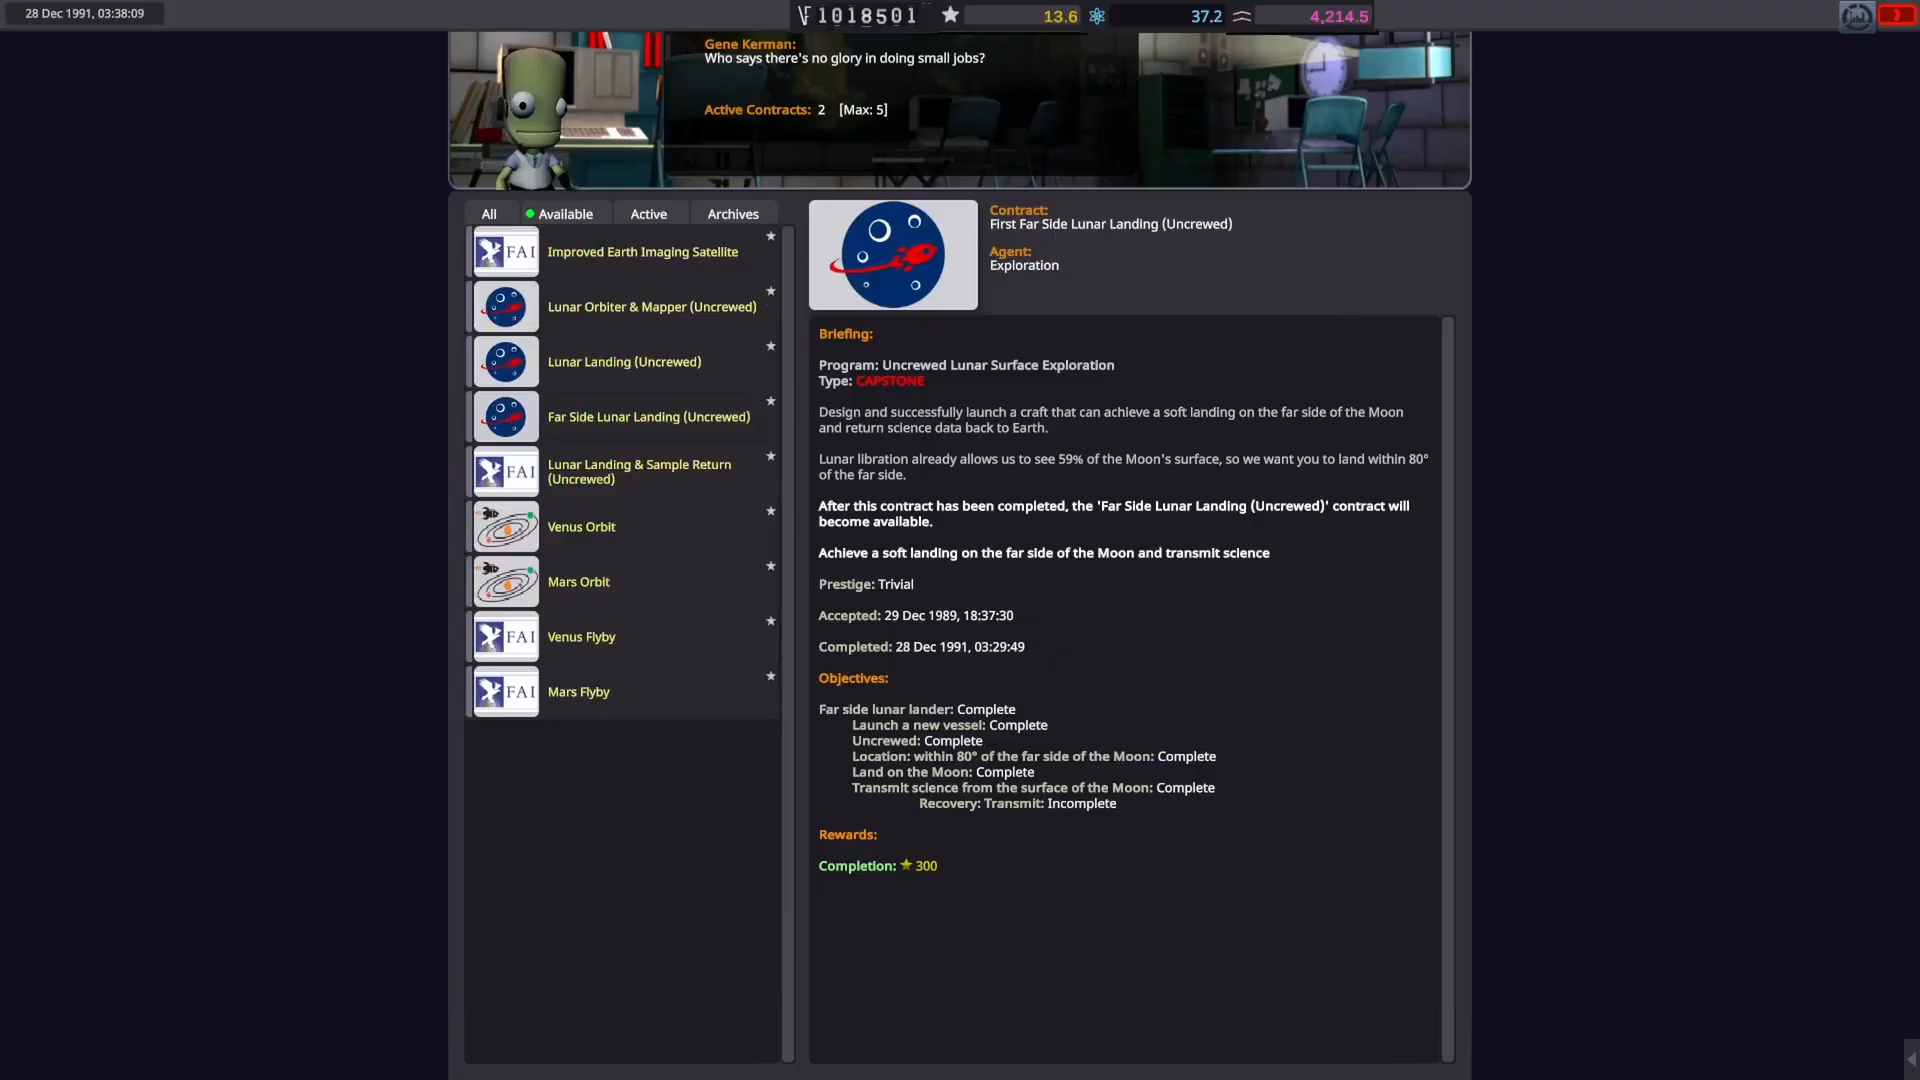 28 Dec 1991, 03:38:09
1018501
13.6
37.2
4,214.5
Gene Kerman:
Who says there's no glory in doing small jobs?
Active Contracts: 2 [Max: 5]
All
Available
Active
Archives
FAI
Improved Earth Imaging Satellite
Lunar Orbiter & Mapper (Uncrewed)
Lunar Landing (Uncrewed)
Far Side Lunar Landing (Uncrewed)
FAI
Lunar Landing & Sample Return
(Uncrewed)
Venus Orbit
Mars Orbit
FAI
Venus Flyby
FAI
Mars Flyby
Contract:
First Far Side Lunar Landing (Uncrewed)
Agent:
Exploration
Briefing:
Program: Uncrewed Lunar Surface Exploration
Type: CAPSTONE
Design and successfully launch a craft that can achieve a soft landing on the far side of the Moon
and return science data back to Earth.
Lunar libration already allows us to see 59% of the Moon's surface, so we want you to land within 80°
of the far side.
After this contract has been completed, the 'Far Side Lunar Landing (Uncrewed)' contract will
become available.
Achieve a soft landing on the far side of the Moon and transmit science
Prestige: Trivial
Accepted: 29 Dec 1989, 18:37:30
Completed: 28 Dec 1991, 03:29:49
Objectives:
Far side lunar lander: Complete
Launch a new vessel: Complete
Uncrewed: Complete
Location: within 80° of the far side of the Moon: Complete
Land on the Moon: Complete
Transmit science from the surface of the Moon: Complete
Recovery: Transmit: Incomplete
Rewards:
Completion: 300